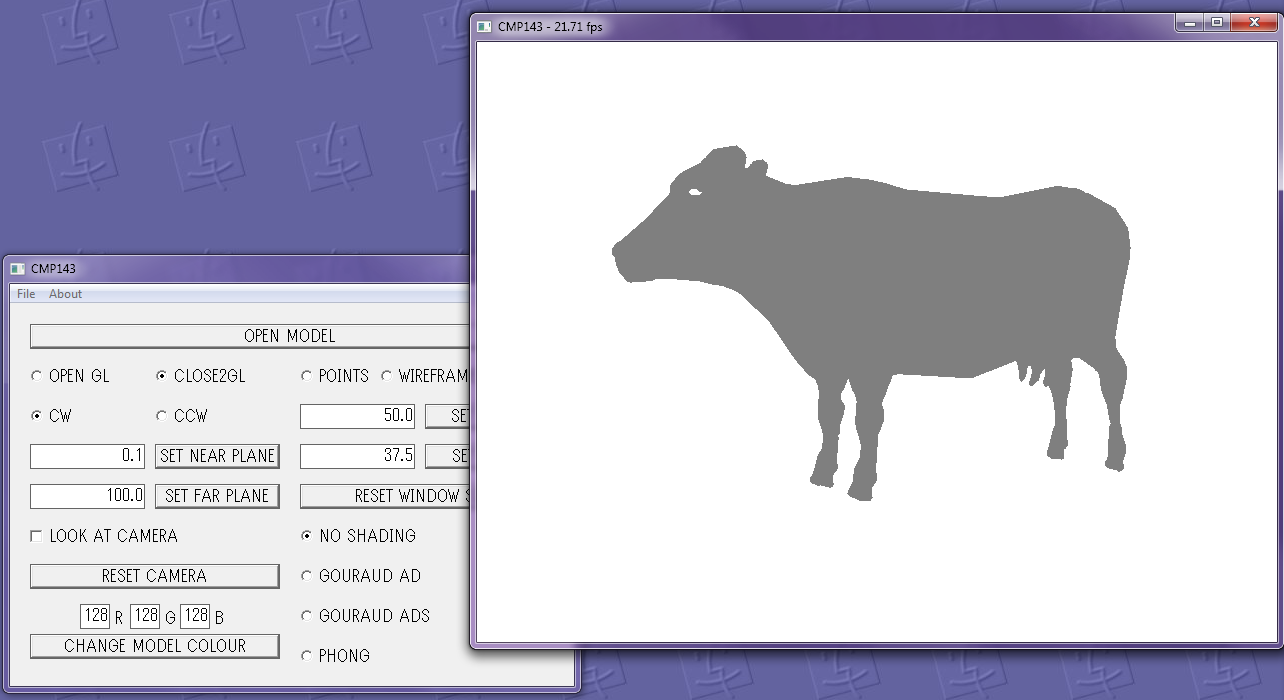 CMP143 - 21.71 fps
CMP143
File About
OPEN MODEL
OPEN GL CLOSE2GL POINTS WIREFRAM
CW CCW 50.0 SE
0.1 SET NEAR PLANE 37.5 SE
100.0 SET FAR PLANE RESET WINDOW S
LOOK AT CAMERA NO SHADING
RESET CAMERA GOURAUD AD
128 R 128 G 128 B GOURAUD ADS
CHANGE MODEL COLOUR PHONG